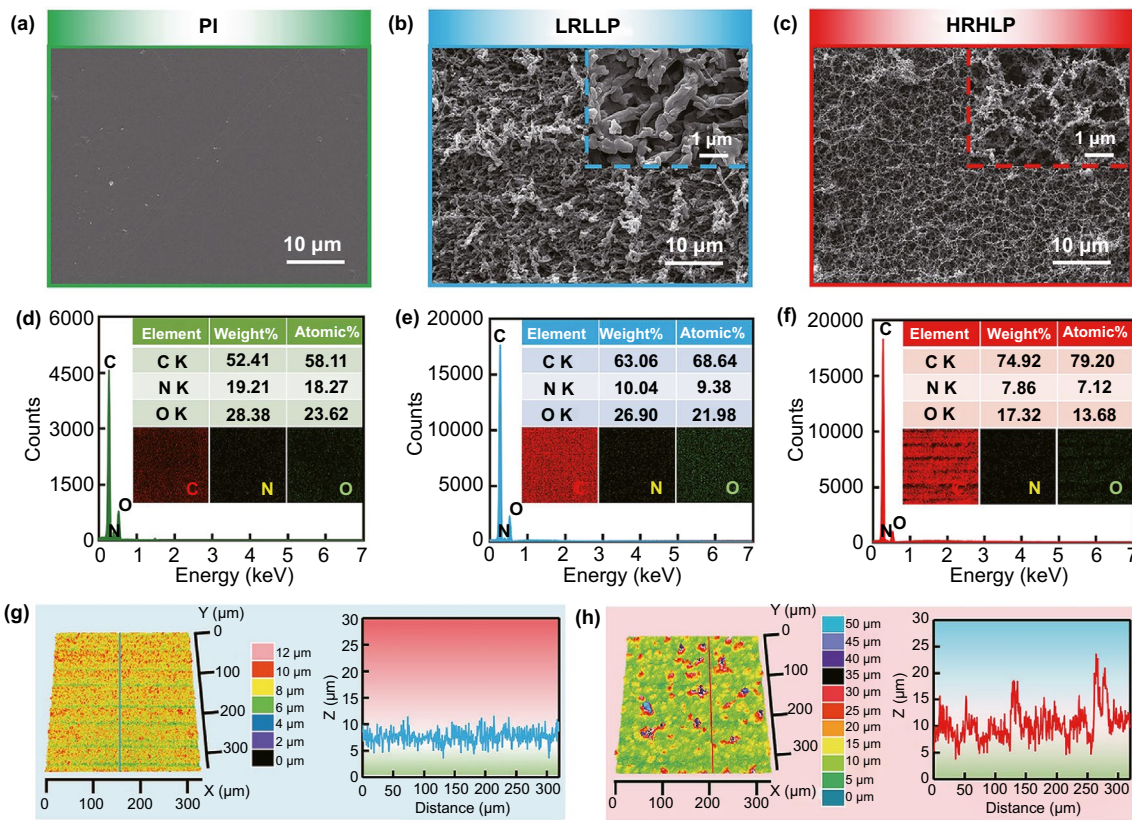 (a) PI
10 μm
(b) LRLLP
1 μm
10 μm
(c) HRHLP
1 μm
10 μm
(d)
Counts
6000
4500
3000
1500
0
C
N
O
Element Weight% Atomic%
C K 52.41 58.11
N K 19.21 18.27
O K 28.38 23.62
C N O
0 1 2 3 4 5 6 7
Energy (keV)
(e)
Counts
20000
15000
10000
5000
0
C
N
O
Element Weight% Atomic%
C K 63.06 68.64
N K 10.04 9.38
O K 26.90 21.98
C N O
0 1 2 3 4 5 6 7
Energy (keV)
(f)
Counts
20000
15000
10000
5000
0
C
N
O
Element Weight% Atomic%
C K 74.92 79.20
N K 7.86 7.12
O K 17.32 13.68
C N O
0 1 2 3 4 5 6 7
Energy (keV)
(g)
Y (μm)
0
100
200
300
X (μm)
0 100 200 300
12 μm
10 μm
8 μm
6 μm
4 μm
2 μm
0 μm
Z (μm)
30
25
20
15
10
5
0
0 50 100 150 200 250 300
Distance (μm)
(h)
Y (μm)
0
100
200
300
X (μm)
0 100 200 300
50 μm
45 μm
40 μm
35 μm
30 μm
25 μm
20 μm
15 μm
10 μm
5 μm
0 μm
Z (μm)
30
25
20
15
10
5
0
0 50 100 150 200 250 300
Distance (μm)